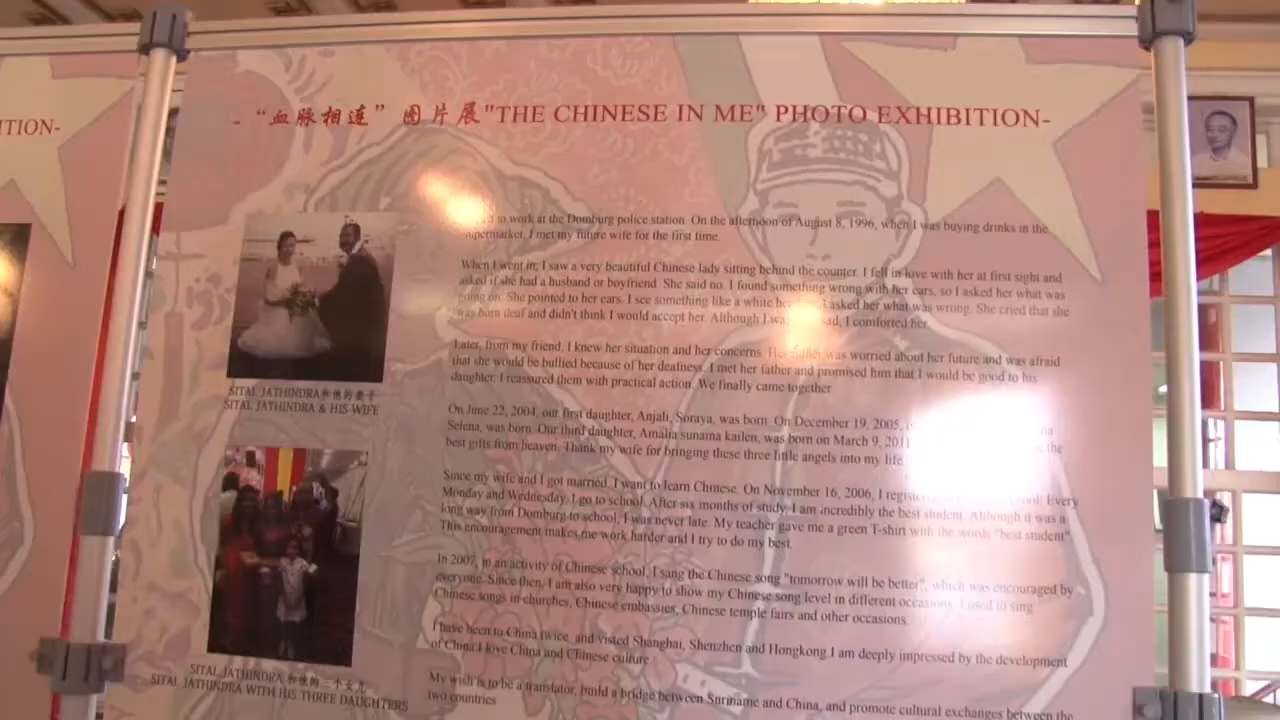 ITION-
- “血脉相连” 图片展"THE CHINESE IN ME" PHOTO EXHIBITION-
to work at the Domburg police station. On the afternoon of August 8, 1996, when I was buying drinks in the
supermarket, I met my future wife for the first time.
When I went in, I saw a very beautiful Chinese lady sitting behind the counter. I fell in love with her at first sight and
asked if she had a husband or boyfriend. She said no. I found something wrong with her ears, so I asked her what was
going on. She pointed to her ears. I see something like a white asked her what was wrong. She cried that she
was born deaf and didn't think I would accept her. Although I was sad, I comforted her.
Later, from my friend, I knew her situation and her concerns. Her father was worried about her future and was afraid
that she would be bullied because of her deafness. I met her father and promised him that I would be good to his
daughter. I reassured them with practical action. We finally came together.
On June 22, 2004, our first daughter, Anjali, Soraya, was born. On December 19, 2005,
Selena, was born. Our third daughter, Amalia sunaina kailen, was born on March 9, 2011 the
best gifts from heaven. Thank my wife for bringing these three little angels into my life.
Since my wife and I got married, I want to learn Chinese. On November 16, 2006, I Every
Monday and Wednesday, I go to school. After six months of study, I am incredibly the best student. Although it was a
long way from Domburg to school, I was never late. My teacher gave me a green T-shirt with the words "best student".
This encouragement makes me work harder and I try to do my best.
In 2007, in an activity of Chinese school, I sang the Chinese song "tomorrow will be better", which was encouraged by
everyone. Since then, I am also very happy to show my Chinese song level in different occasions. I used to sing
Chinese songs in churches, Chinese embassies, Chinese temple fairs and other occasions.
I have been to China twice, and visted Shanghai, Shenzhen and Hongkong.I am deeply impressed by the development
of China.I love China and Chinese culture.
My wish is to be a translator, build a bridge between Suriname and China, and promote cultural exchanges between the
two countries
SITAL JATHINDRA和他的妻子
SITAL JATHINDRA & HIS WIFE
SITAL JATHINDRA 和他的三个女儿
SITAL JATHINDRA WITH HIS THREE DAUGHTERS